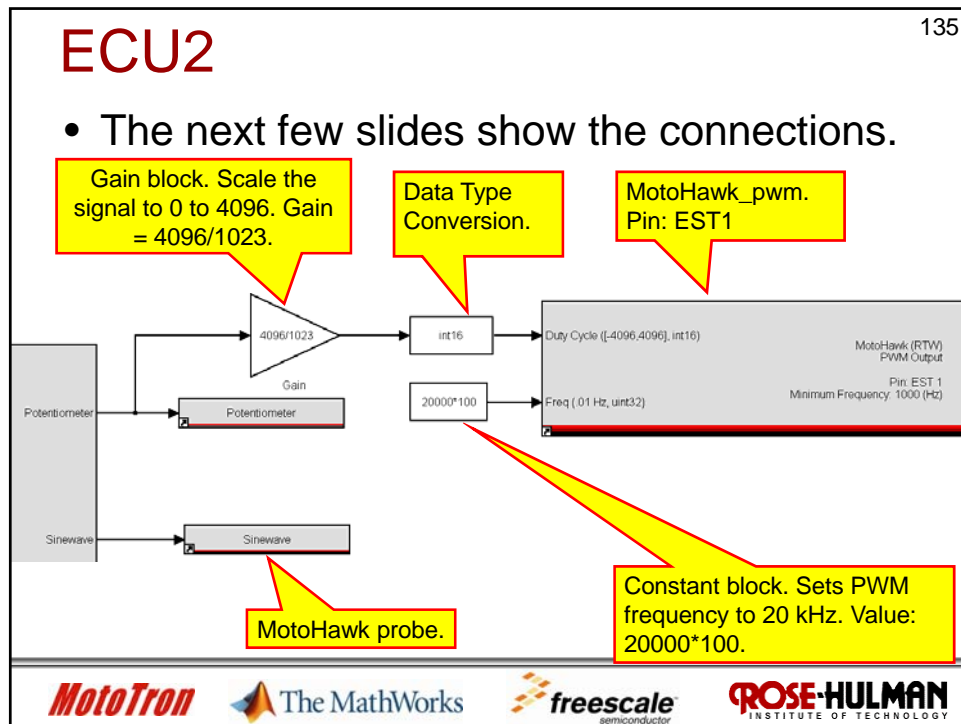 135
ECU2
• The next few slides show the connections.
Gain block. Scale the
signal to 0 to 4096. Gain
= 4096/1023.
Data Type
Conversion.
MotoHawk_pwm.
Pin: EST1
4096/1023
Gain
int16
Duty Cycle ([-4096,4096], int16)
MotoHawk (RTW)
PWM Output
Pin: EST 1
Minimum Frequency: 1000 (Hz)
20000*100
Freq (.01 Hz, uint32)
Potentiometer
Potentiometer
Sinewave
Sinewave
MotoHawk probe.
Constant block. Sets PWM
frequency to 20 kHz. Value:
20000*100.
MotoTron
The MathWorks
freescale
semiconductor
ROSE-HULMAN
INSTITUTE OF TECHNOLOGY